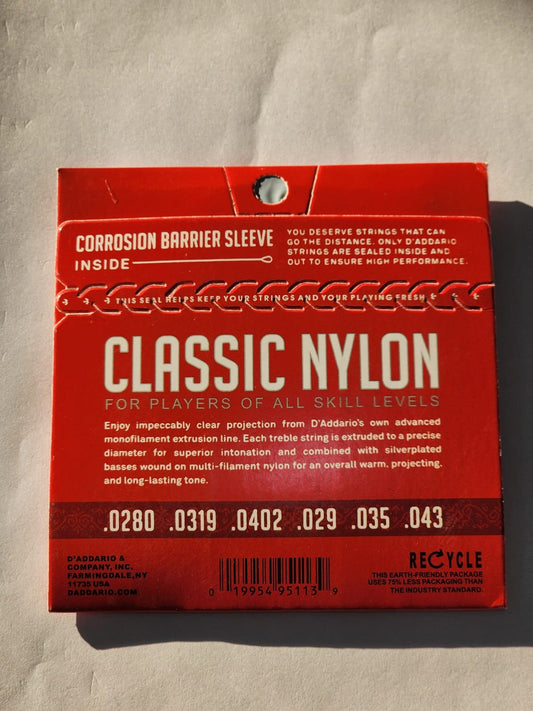 CORROSION BARRIER SLEEVE
INSIDE
YOU DESERVE STRINGS THAT CAN
GO THE DISTANCE. ONLY D'ADDARIO
STRINGS ARE SEALED INSIDE AND
OUT TO ENSURE HIGH PERFORMANCE.
THIS SEAL HELPS KEEP YOUR STRINGS AND YOUR PLAYING FRESH
CLASSIC NYLON
FOR PLAYERS OF ALL SKILL LEVELS
Enjoy impeccably clear projection from D'Addario's own advanced
monofilament extrusion line. Each treble string is extruded to a precise
diameter for superior intonation and combined with silverplated
basses wound on multi-filament nylon for an overall warm, projecting,
and long-lasting tone.
.0280 .0319 .0402 .029 .035 .043
D'ADDARIO &
COMPANY, INC.
FARMINGDALE, NY
11735 USA
DADDARIO.COM
0 19954 95113 9
RECYCLE
THIS EARTH-FRIENDLY PACKAGE
USES 75% LESS PACKAGING THAN
THE INDUSTRY STANDARD.